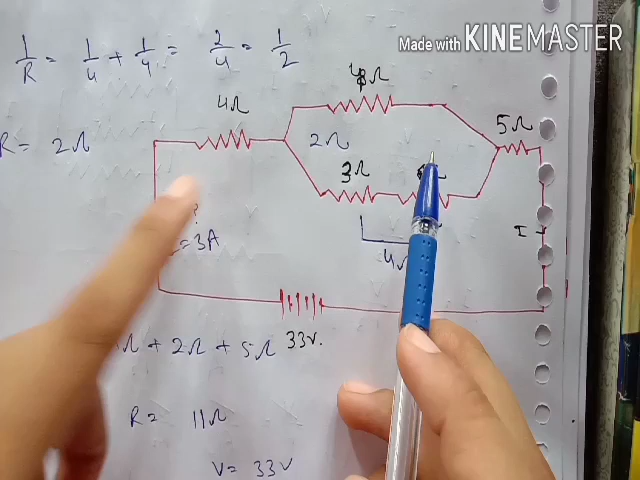 Made with KINEMASTER
1/R = 1/4 + 1/4 = 2/4 = 1/2
4Ω
4Ω
5Ω
R = 2Ω
2Ω
3Ω
Ω
?
= 3A
I
4Ω
Ω + 2Ω + 5Ω
33V.
R = 11Ω
V = 33V